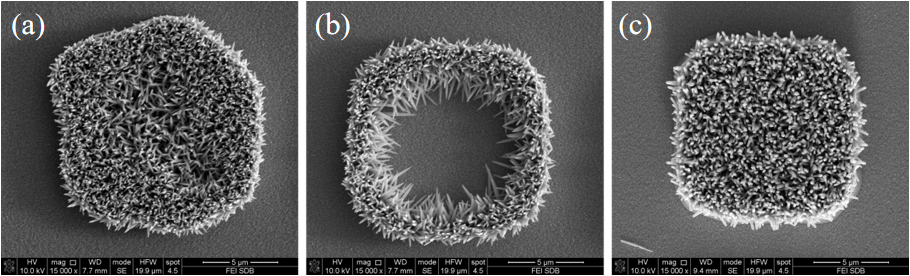 (a)
HV mag □ WD mode HFW spot
10.0 kV 15 000 x 7.7 mm SE 19.9 µm 4.5
5 µm
FEI SDB
(b)
HV mag □ WD mode HFW spot
10.0 kV 15 000 x 7.7 mm SE 19.9 µm 4.5
5 µm
FEI SDB
(c)
HV mag □ WD mode HFW spot
10.0 kV 15 000 x 9.4 mm SE 19.9 µm 4.5
5 µm
FEI SDB